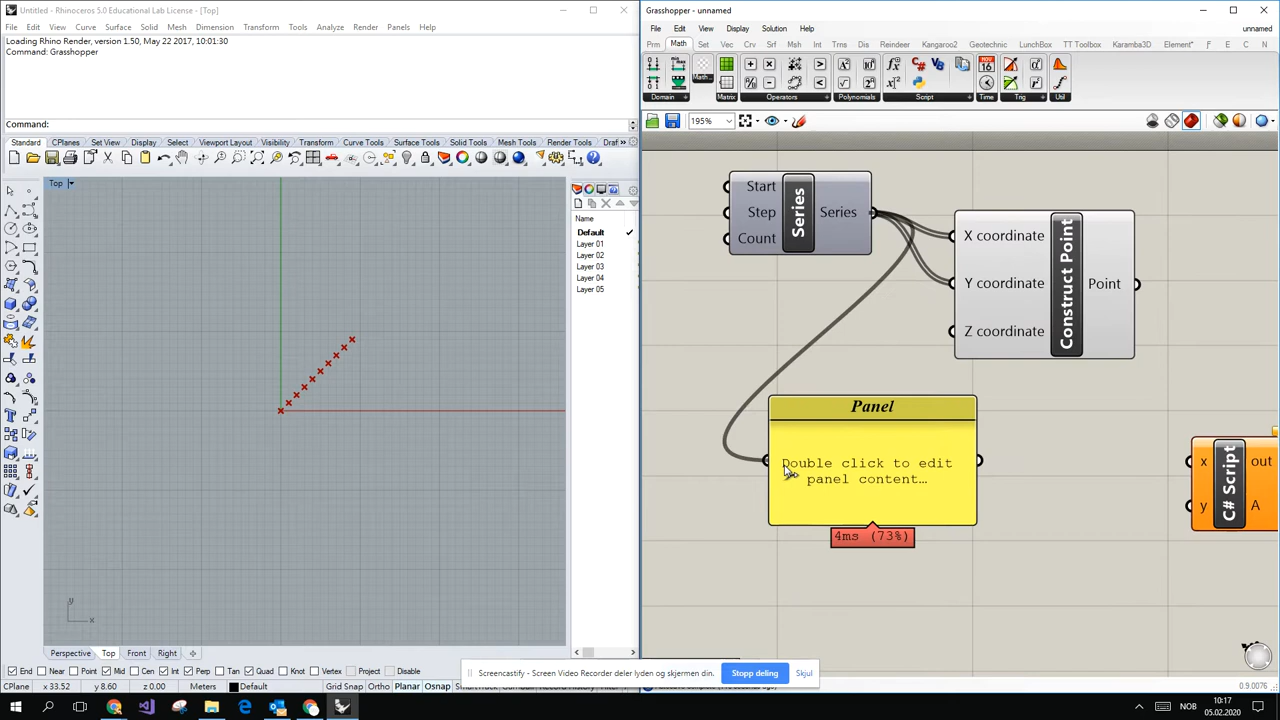 Untitled - Rhinoceros 5.0 Educational Lab License - [Top]
File Edit View Curve Surface Solid Mesh Dimension Transform Tools Analyze Render Panels Help
Loading Rhino Render, version 1.50, May 22 2017, 10:01:30
Command: Grasshopper
Command:
Standard CPlanes Set View Display Select Viewport Layout Visibility Transform Curve Tools Surface Tools Solid Tools Draf
Top
Name
Default
Layer 01
Layer 02
Layer 03
Layer 04
Layer 05
y
x
Perspective Top Front Right
End Near Point Mid Cen Int Perp Tan Quad Knot Vertex Project Disable
CPlane x 33.52 y 8.60 z 0.00 Meters Default Grid Snap Ortho Planar Osnap
Grasshopper - unnamed
File Edit View Display Solution Help
unnamed
Prm Math Set Vec Crv Srf Msh Int Trns Dis Reindeer Kangaroo2 Geotechnic LunchBox TT Toolbox Karamba3D Element*
Domain Matrix Operators Polynomials Script Time Trig Util
195%
Start
Step
Count
Series
Series
X coordinate
Y coordinate
Z coordinate
Construct Point
Point
Panel
Double click to edit
panel content…
4ms (73%)
x
y
C# Script
out
A
Screencastify - Screen Video Recorder deler lyden og skjermen din. Stopp deling Skjul
0.9.0076
NOB
10:17
05.02.2020